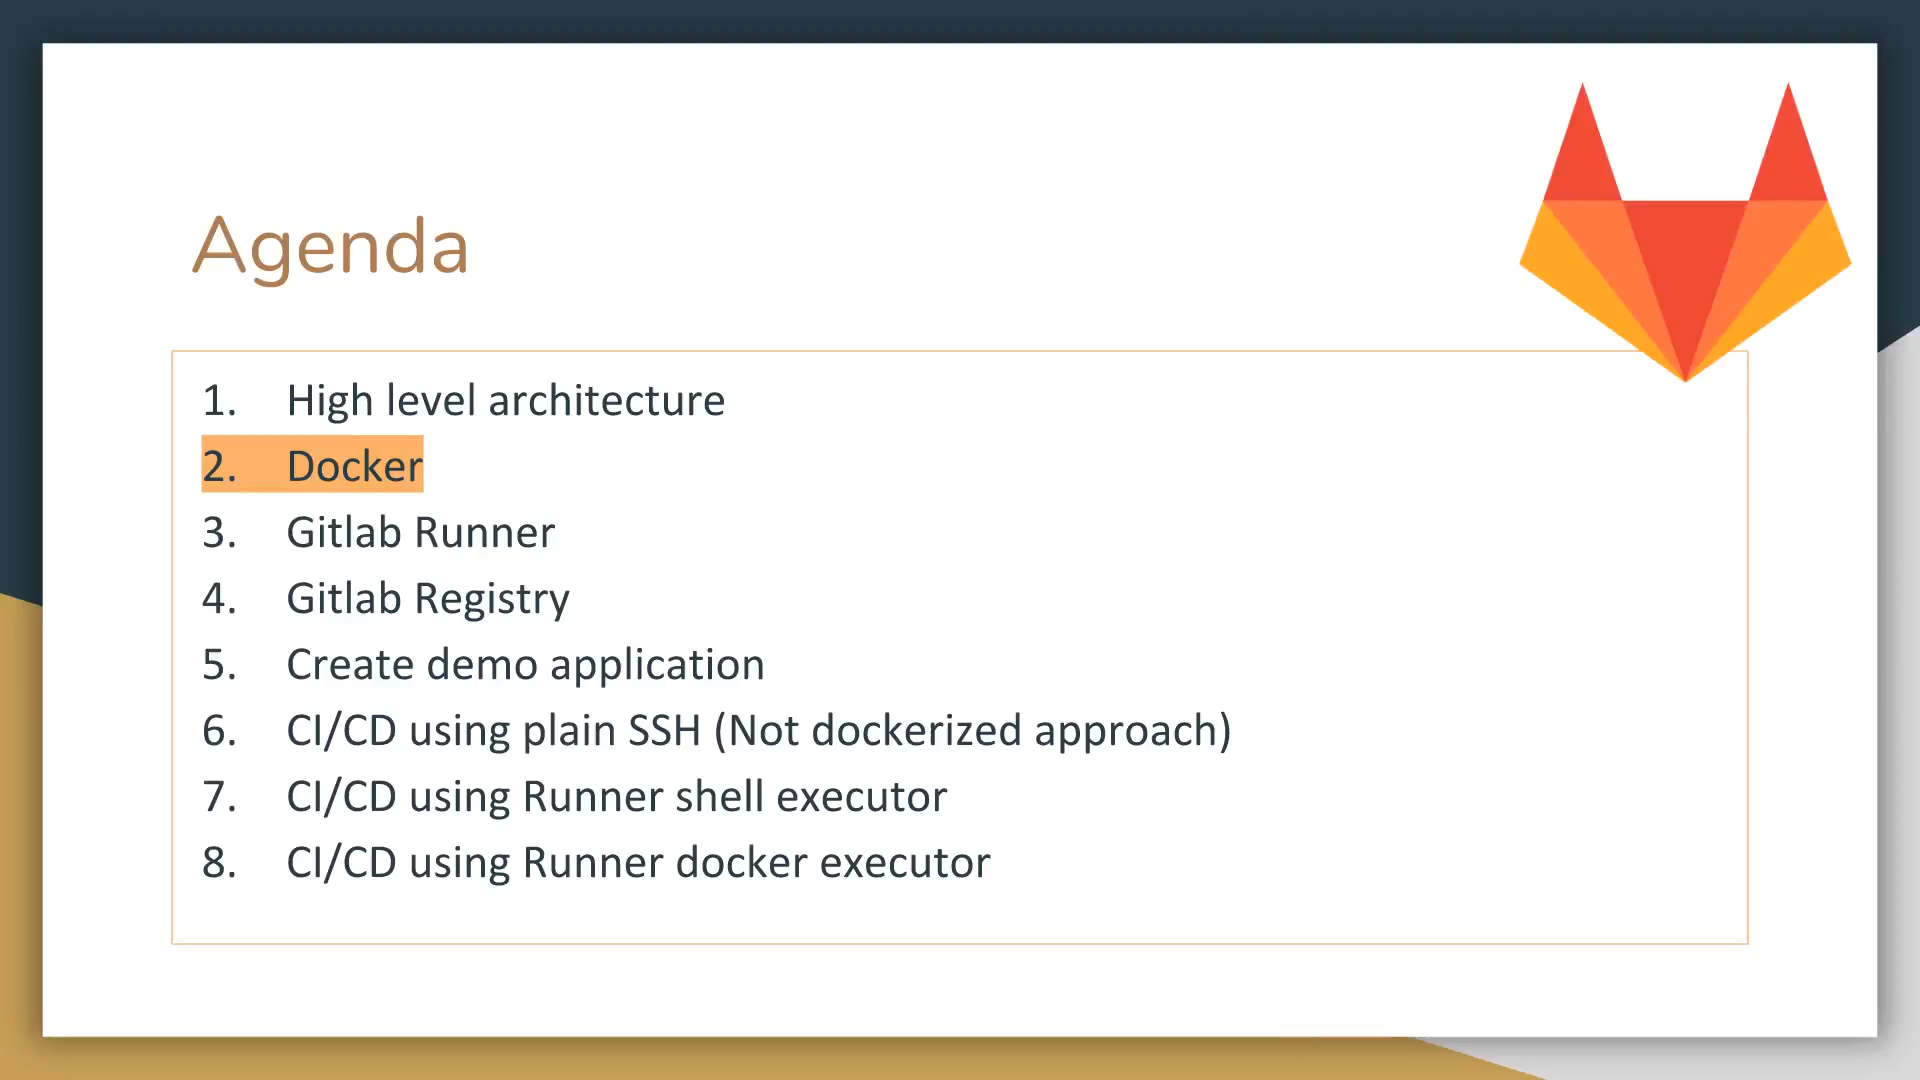 Agenda
1. High level architecture
2. Docker
3. Gitlab Runner
4. Gitlab Registry
5. Create demo application
6. CI/CD using plain SSH (Not dockerized approach)
7. CI/CD using Runner shell executor
8. CI/CD using Runner docker executor